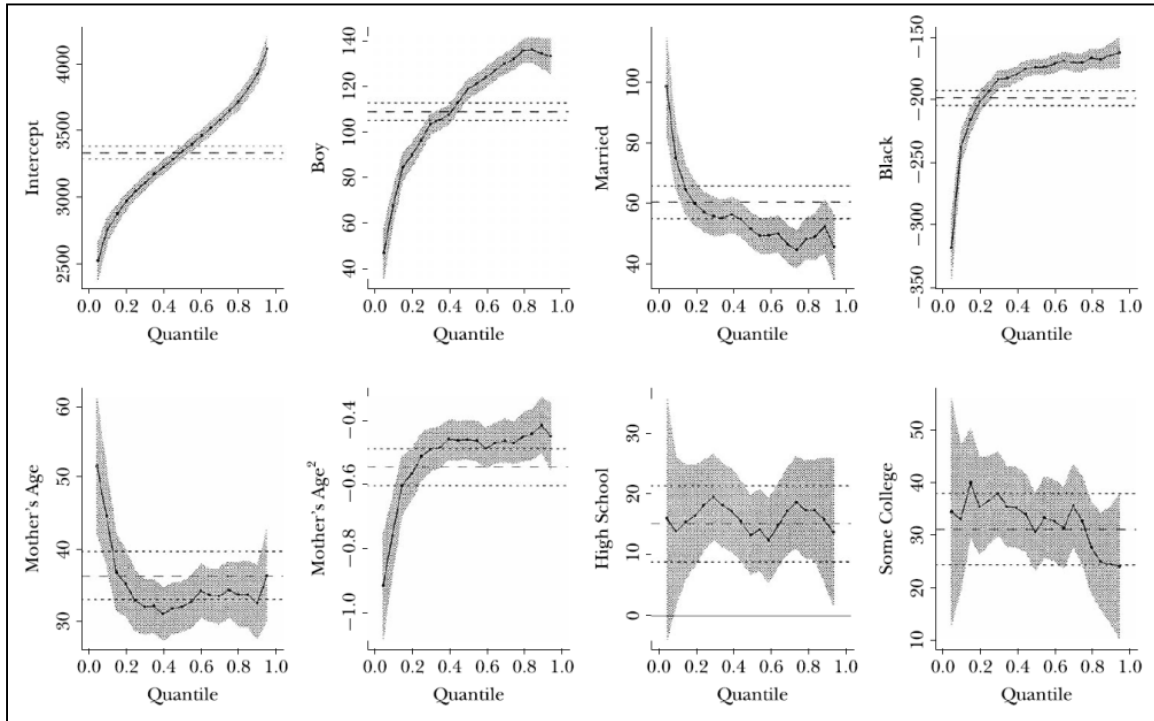 Intercept
4000
3500
3000
2500
0.0 0.2 0.4 0.6 0.8 1.0
Quantile
Boy
140
120
100
80
60
40
0.0 0.2 0.4 0.6 0.8 1.0
Quantile
Married
100
80
60
40
0.0 0.2 0.4 0.6 0.8 1.0
Quantile
Black
−150
−200
−250
−300
−350
0.0 0.2 0.4 0.6 0.8 1.0
Quantile
Mother's Age
60
50
40
30
0.0 0.2 0.4 0.6 0.8 1.0
Quantile
Mother's Age²
−0.4
−0.6
−0.8
−1.0
0.0 0.2 0.4 0.6 0.8 1.0
Quantile
High School
30
20
10
0
0.0 0.2 0.4 0.6 0.8 1.0
Quantile
Some College
50
40
30
20
10
0.0 0.2 0.4 0.6 0.8 1.0
Quantile